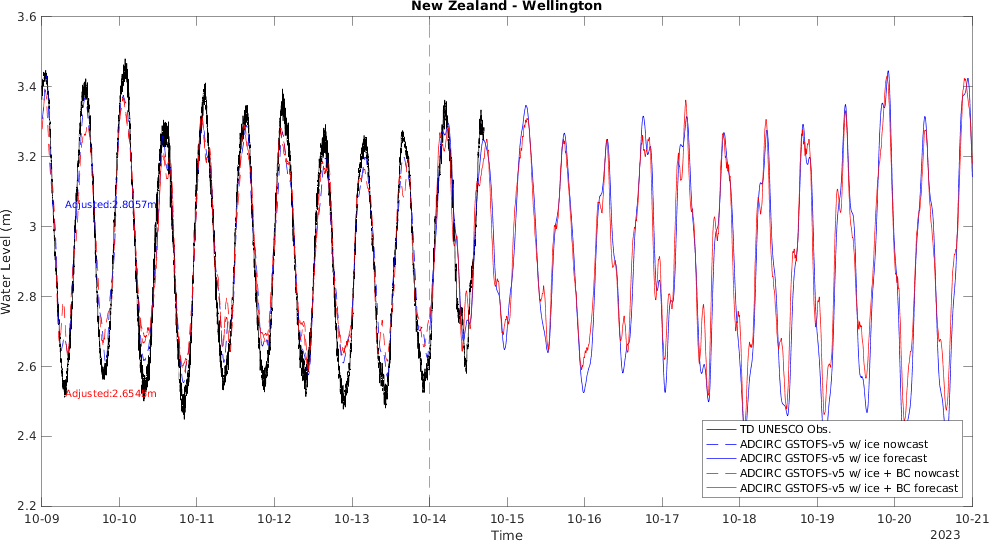 New Zealand - Wellington
3.6
3.4
3.2
3
2.8
2.6
2.4
2.2
Water Level (m)
Adjusted:2.8057m
TD UNESCO Obs.
ADCIRC GSTOFS-v5 w/ ice nowcast
ADCIRC GSTOFS-v5 w/ ice forecast
ADCIRC GSTOFS-v5 w/ ice + BC nowcast
ADCIRC GSTOFS-v5 w/ ice + BC forecast
10-09 10-10 10-11 10-12 10-13 10-14 10-15 10-16 10-17 10-18 10-19 10-20 10-21
Time
2023